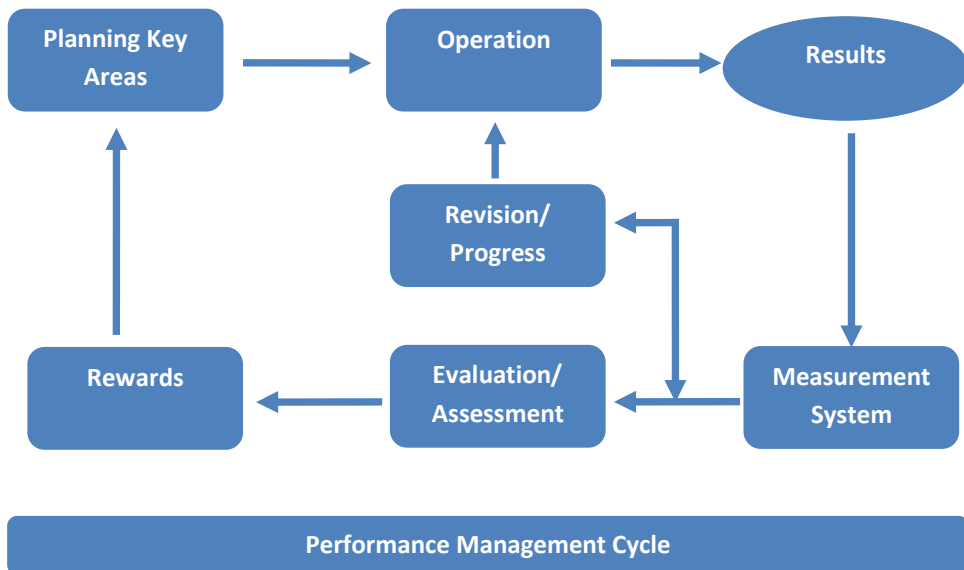 Planning Key
Areas
Operation
Results
Revision/
Progress
Rewards
Evaluation/
Assessment
Measurement
System
Performance Management Cycle